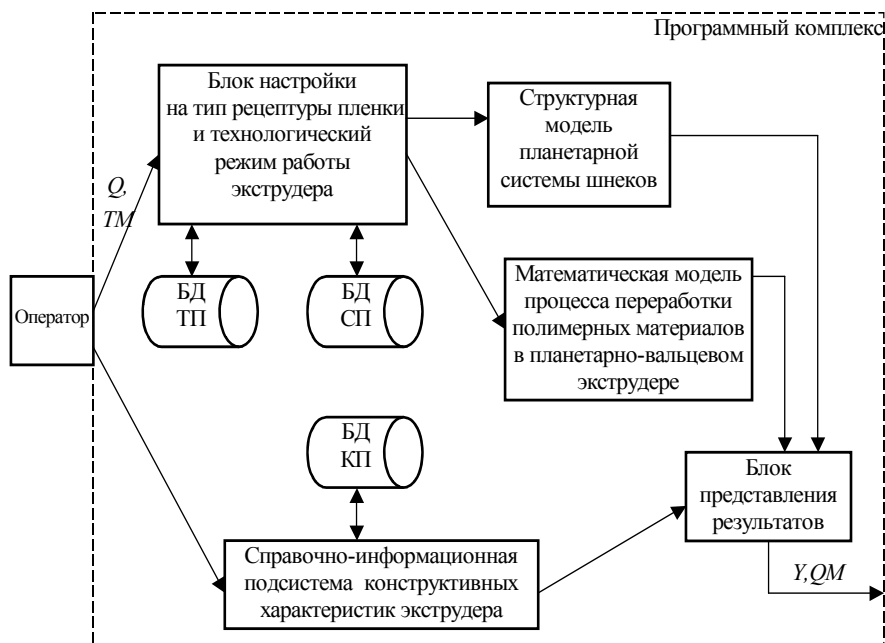 Программный комплекс
Блок настройки
на тип рецептуры пленки
и технологический
режим работы
экструдера
Структурная
модель
планетарной
системы шнеков
Q,
TM
Оператор
БД
ТП
БД
СП
Математическая модель
процесса переработки
полимерных материалов
в планетарно-вальцевом
экструдере
БД
КП
Блок
представления
результатов
Справочно-информационная
подсистема конструктивных
характеристик экструдера
Y,QM